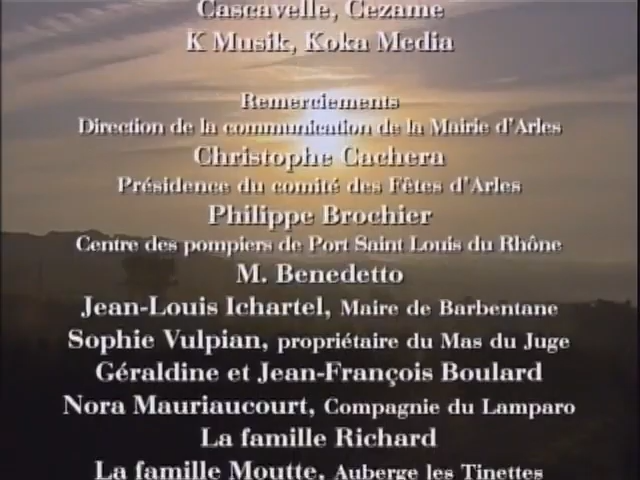 Cascavelle, Cezame
K Musik, Koka Media
Remerciements
Direction de la communication de la Mairie d'Arles
Christophe Cachera
Présidence du comité des Fêtes d'Arles
Philippe Brochier
Centre des pompiers de Port Saint Louis du Rhône
M. Benedetto
Jean-Louis Ichartel, Maire de Barbentane
Sophie Vulpian, propriétaire du Mas du Juge
Géraldine et Jean-François Boulard
Nora Mauriaucourt, Compagnie du Lamparo
La famille Richard
La famille Moutte, Auberge les Tinettes